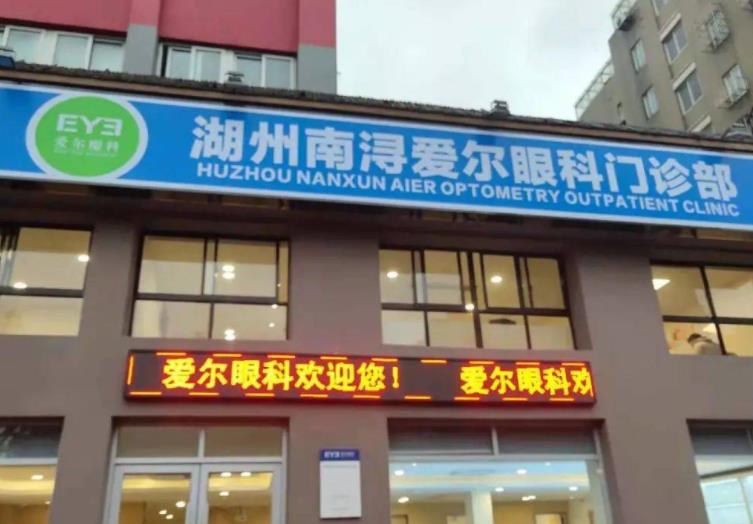 EYE
爱尔眼科
湖州南浔爱尔眼科门诊部
HUZHOU NANXUN AIER OPTOMETRY OUTPATIENT CLINIC
爱尔眼科欢迎您! 爱尔眼科欢
EYE